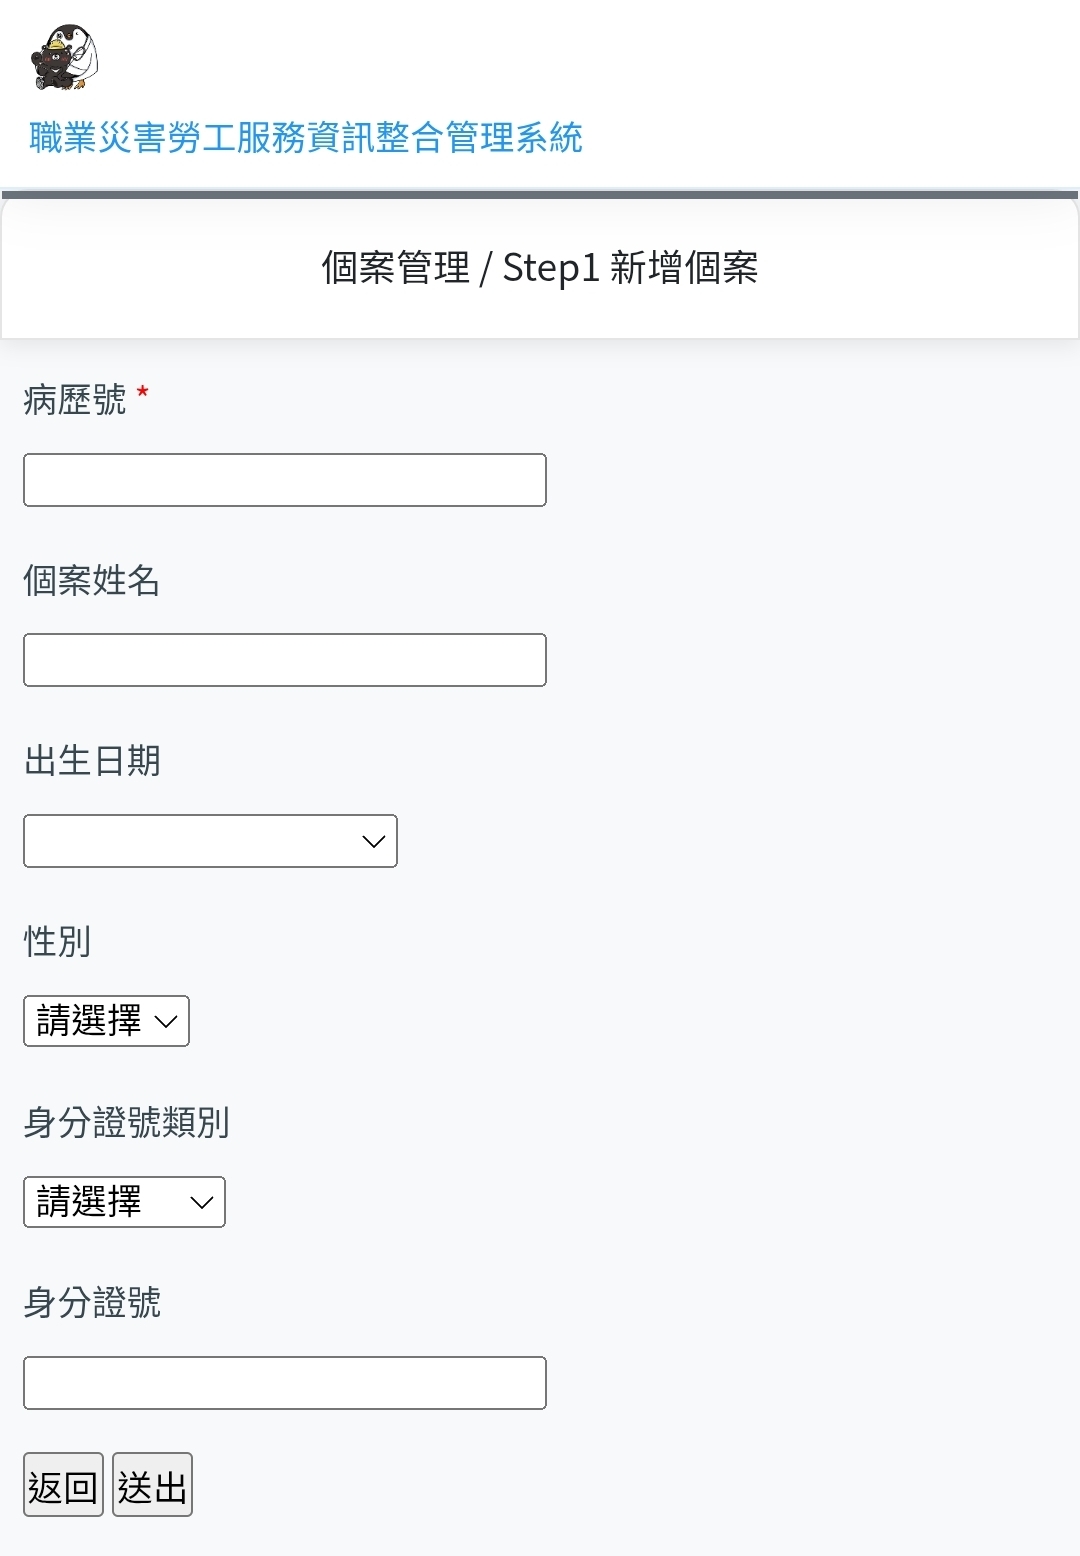 職業災害勞工服務資訊整合管理系統
個案管理 / Step1 新增個案
病歷號 *
個案姓名
出生日期
性別
請選擇
身分證號類別
請選擇
身分證號
返回 送出